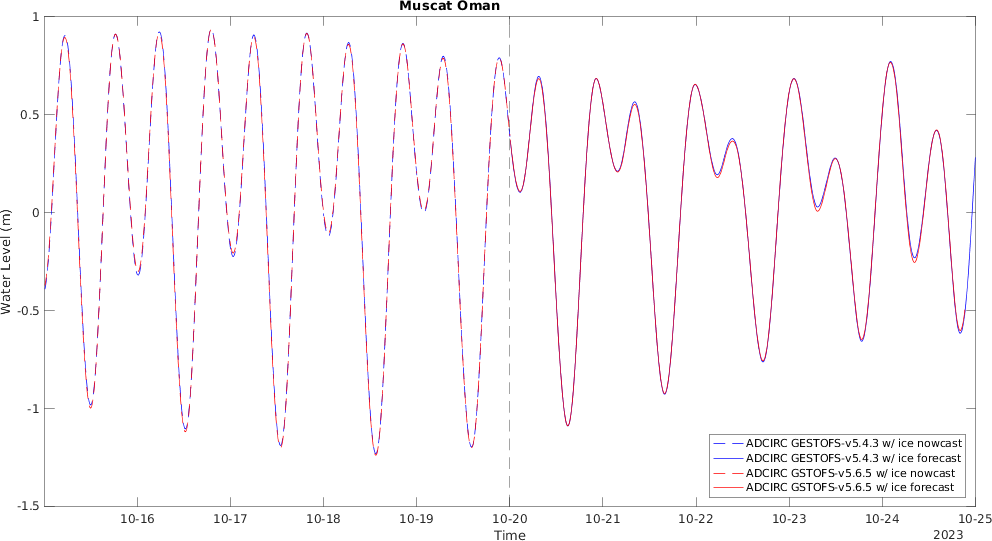 Muscat Oman
1
0.5
0
-0.5
-1
-1.5
Water Level (m)
10-16 10-17 10-18 10-19 10-20 10-21 10-22 10-23 10-24 10-25
Time
2023
ADCIRC GESTOFS-v5.4.3 w/ ice nowcast
ADCIRC GESTOFS-v5.4.3 w/ ice forecast
ADCIRC GSTOFS-v5.6.5 w/ ice nowcast
ADCIRC GSTOFS-v5.6.5 w/ ice forecast